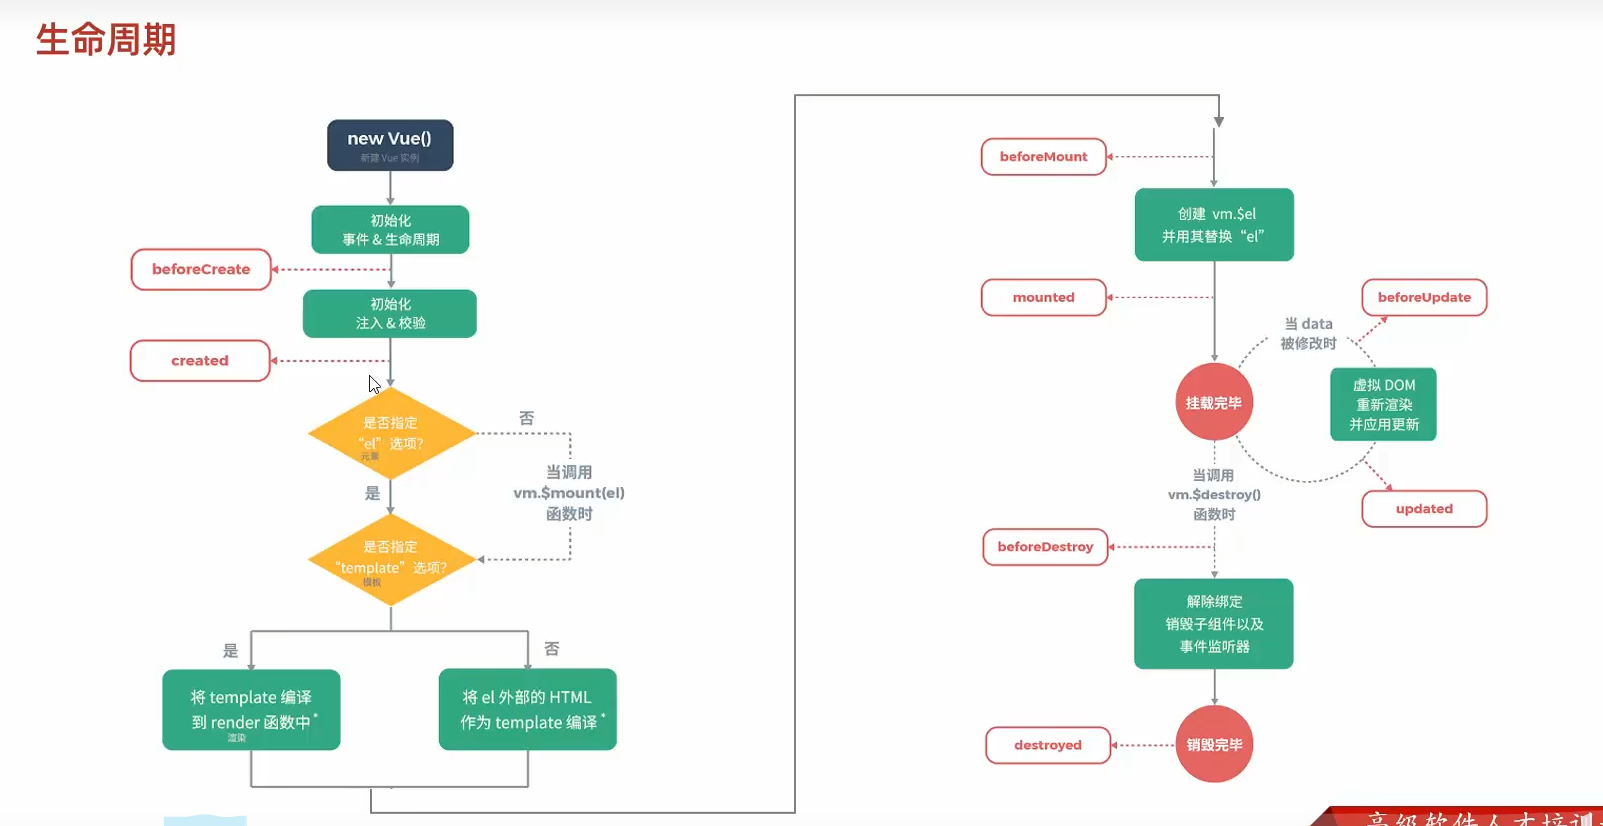 生命周期
new Vue()
新建 Vue 实例
初始化
事件 & 生命周期
beforeCreate
初始化
注入 & 校验
created
是否指定
“el” 选项?
元素
否
是
当调用
vm.$mount(el)
函数时
是否指定
“template” 选项?
模板
是
否
将 template 编译
到 render 函数中*
渲染
将 el 外部的 HTML
作为 template 编译*
beforeMount
创建 vm.$el
并用其替换 “el”
mounted
beforeUpdate
当 data
被修改时
挂载完毕
虚拟 DOM
重新渲染
并应用更新
updated
当调用
vm.$destroy()
函数时
beforeDestroy
解除绑定
销毁子组件以及
事件监听器
destroyed
销毁完毕
高级软件人才培训